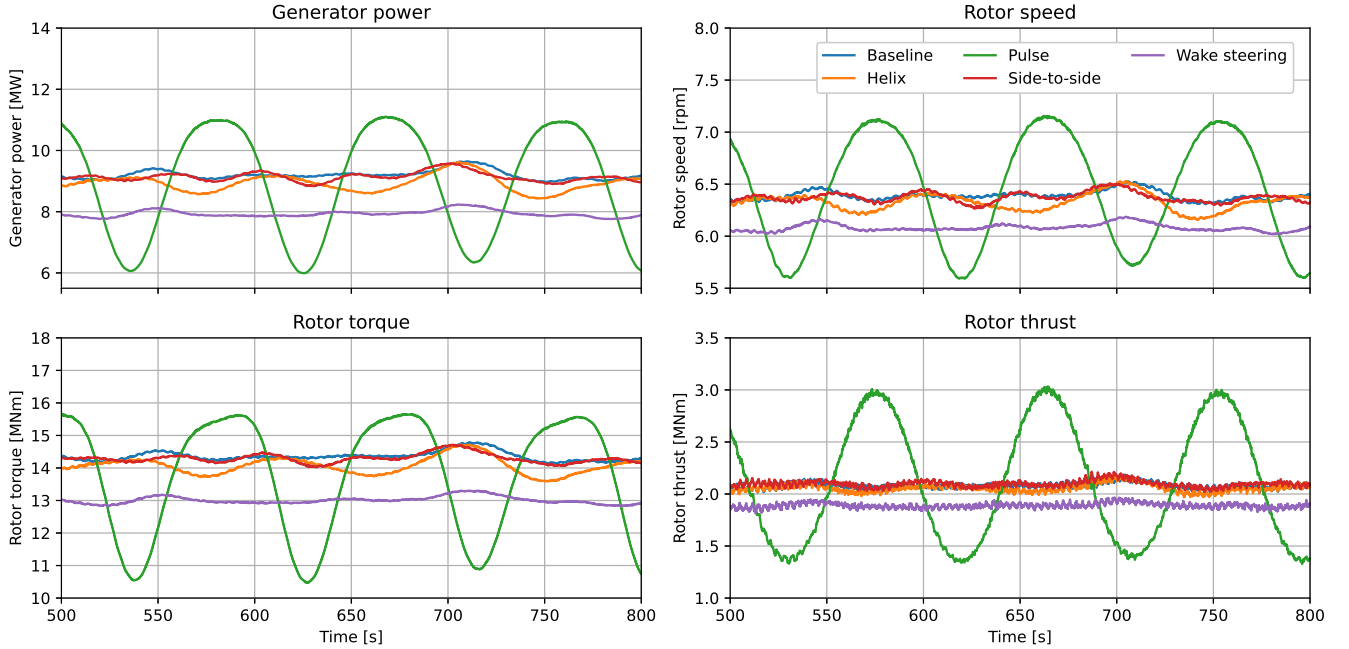 Generator power
Generator power [MW]
14
12
10
8
6
Rotor speed
Rotor speed [rpm]
8.0
7.5
7.0
6.5
6.0
5.5
Baseline
Helix
Pulse
Side-to-side
Wake steering
Rotor torque
Rotor torque [MNm]
18
17
16
15
14
13
12
11
10
500 550 600 650 700 750 800
Time [s]
Rotor thrust
Rotor thrust [MNm]
3.5
3.0
2.5
2.0
1.5
1.0
500 550 600 650 700 750 800
Time [s]